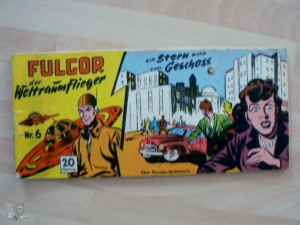 FULGOR
der
Weltraumflieger
EIN STERN WIRD
ZUM GESCHOSS
Nr. 6
20